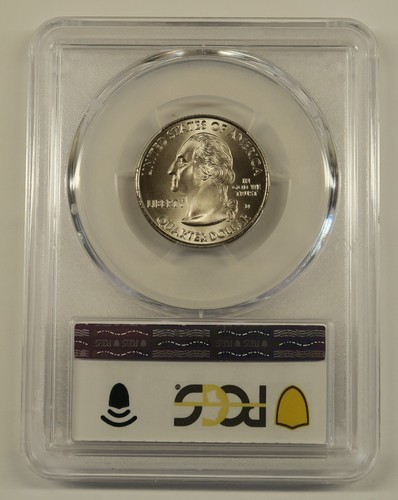 UNITED STATES OF AMERICA
LIBERTY
IN
GOD WE
TRUST
D
QUARTER DOLLAR
PCGS